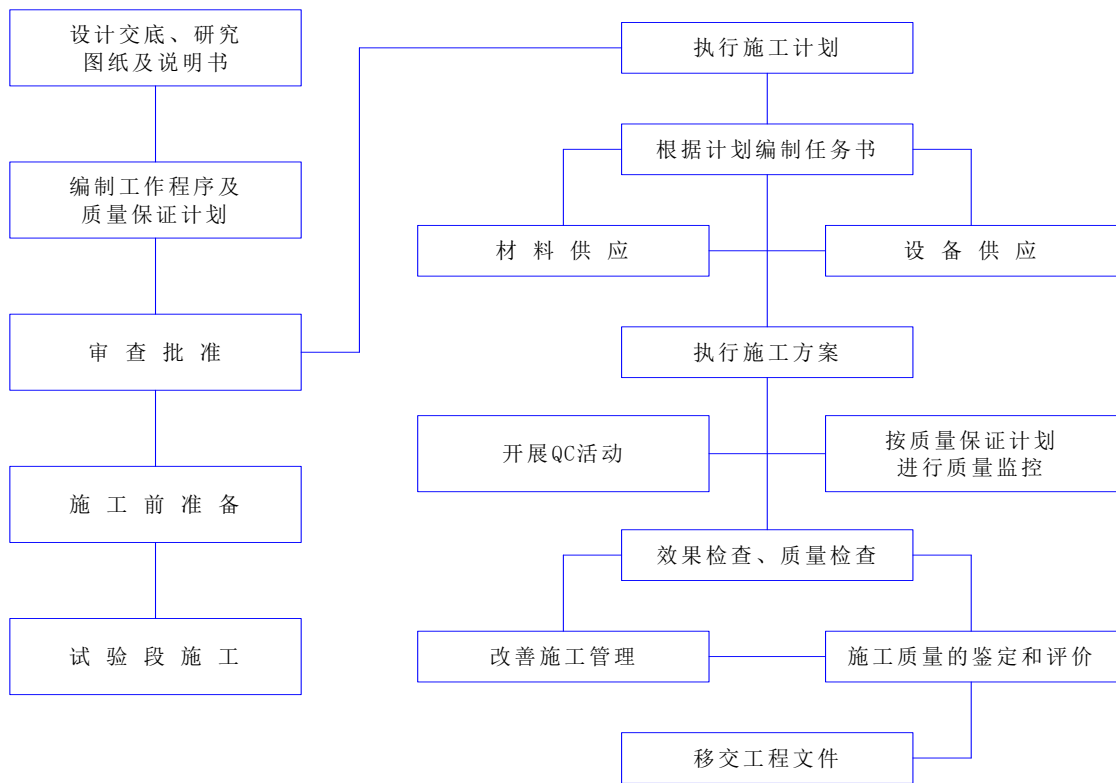 设计交底、研究
图纸及说明书
编制工作程序及
质量保证计划
审查批准
施工前准备
试验段施工
执行施工计划
根据计划编制任务书
材料供应
设备供应
执行施工方案
开展QC活动
按质量保证计划
进行质量监控
效果检查、质量检查
改善施工管理
施工质量的鉴定和评价
移交工程文件